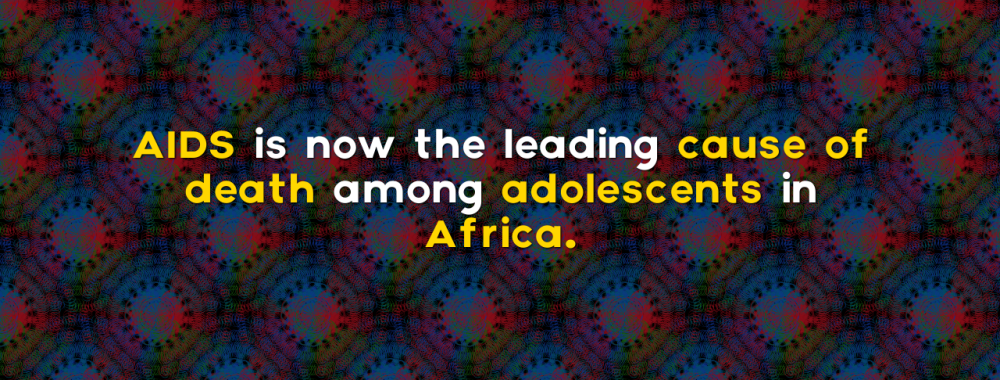 AIDS is now the leading cause of
death among adolescents in
Africa.